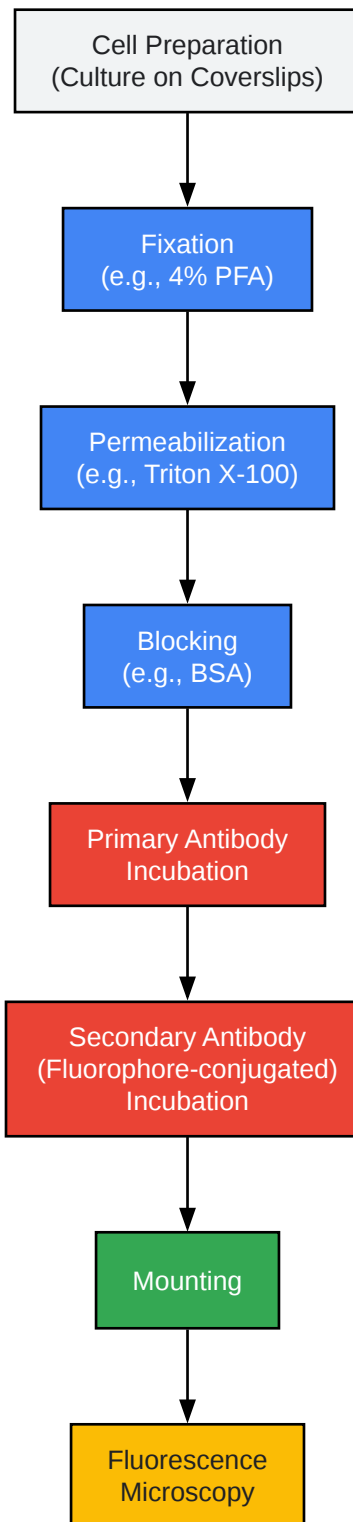 Cell Preparation
(Culture on Coverslips)
Fixation
(e.g., 4% PFA)
Permeabilization
(e.g., Triton X-100)
Blocking
(e.g., BSA)
Primary Antibody
Incubation
Secondary Antibody
(Fluorophore-conjugated)
Incubation
Mounting
Fluorescence
Microscopy